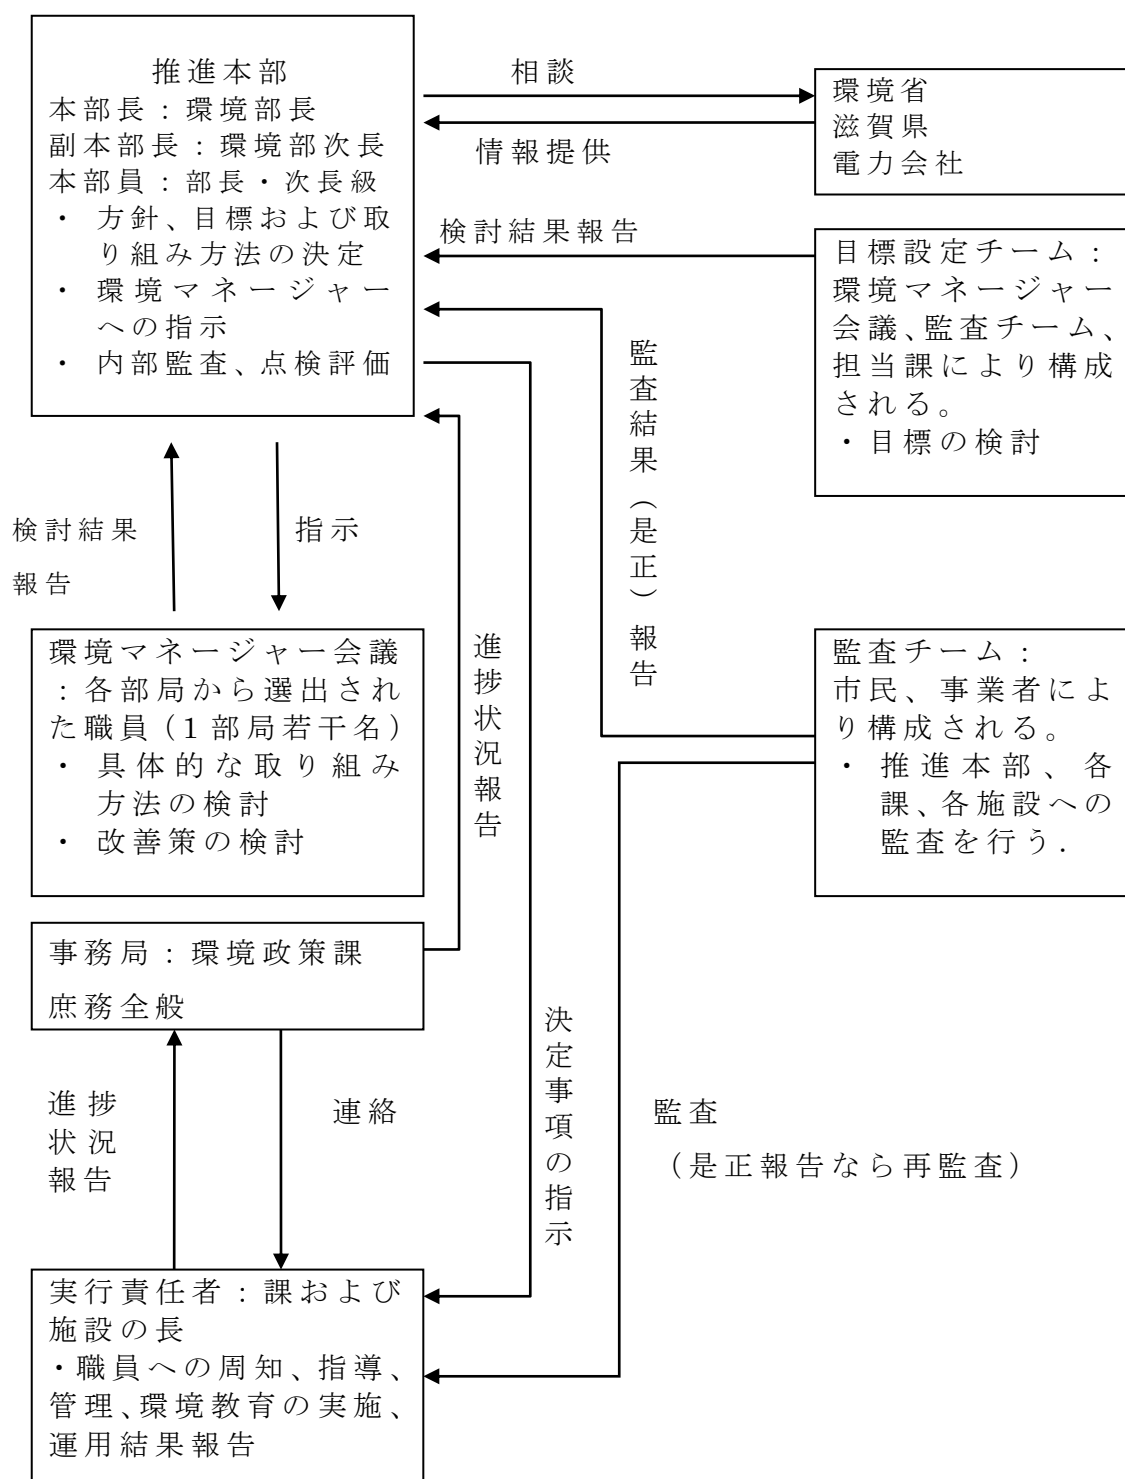 推進本部
本部長：環境部長
副本部長：環境部次長
本部員：部長・次長級
・ 方針、目標および取
り組み方法の決定
・ 環境マネージャー
への指示
・ 内部監査、点検評価
相談
情報提供
環境省
滋賀県
電力会社
検討結果報告
目標設定チーム：
環境マネージャー
会議、監査チーム、
担当課により構成
される。
・目標の検討
監査結果（是正）報告
検討結果
報告
指示
環境マネージャー会議
：各部局から選出され
た職員（1部局若干名）
・ 具体的な取り組み
方法の検討
・ 改善策の検討
進捗状況報告
監査チーム：
市民、事業者によ
り構成される。
・ 推進本部、各
課、各施設への
監査を行う．
事務局：環境政策課
庶務全般
決定事項の指示
進捗
状況
報告
連絡
監査
（是正報告なら再監査）
実行責任者：課および
施設の長
・職員への周知、指導、
管理、環境教育の実施、
運用結果報告